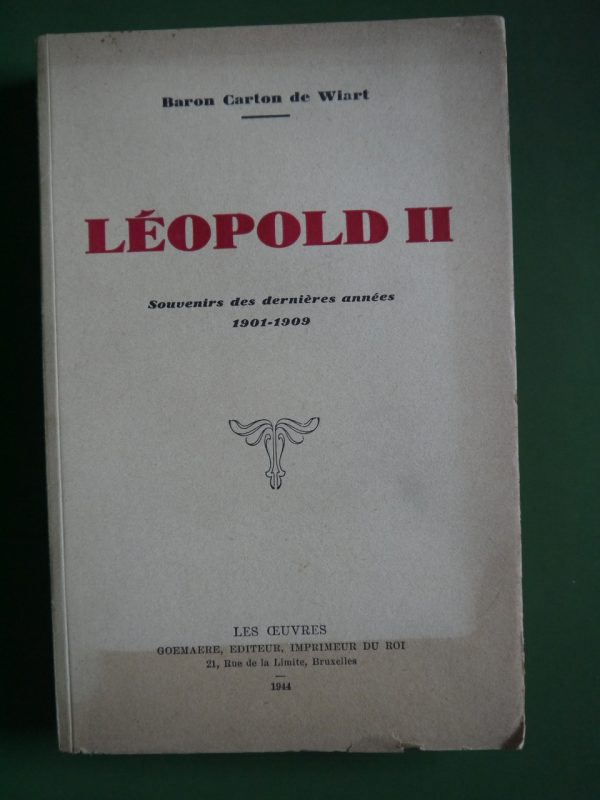 Baron Carton de Wiart
LÉOPOLD II
Souvenirs des dernières années
1901-1909
LES ŒUVRES
GOEMAERE, EDITEUR, IMPRIMEUR DU ROI
21, Rue de la Limite, Bruxelles
1944